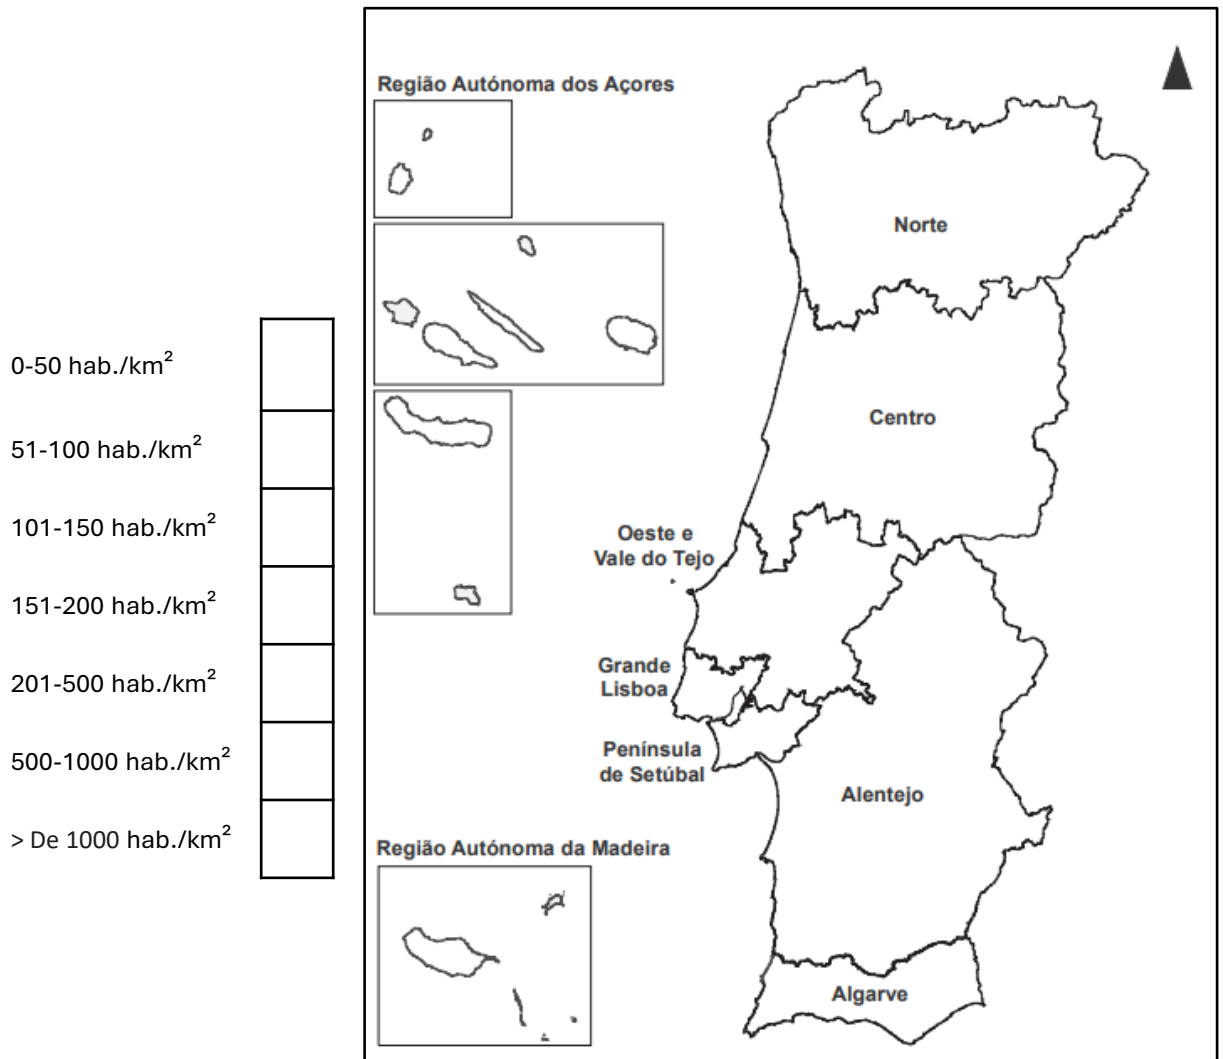 0-50 hab./km²
51-100 hab./km²
101-150 hab./km²
151-200 hab./km²
201-500 hab./km²
500-1000 hab./km²
> De 1000 hab./km²
Região Autónoma dos Açores
Norte
Centro
Oeste e
Vale do Tejo
Grande
Lisboa
Península
de Setúbal
Alentejo
Região Autónoma da Madeira
Algarve